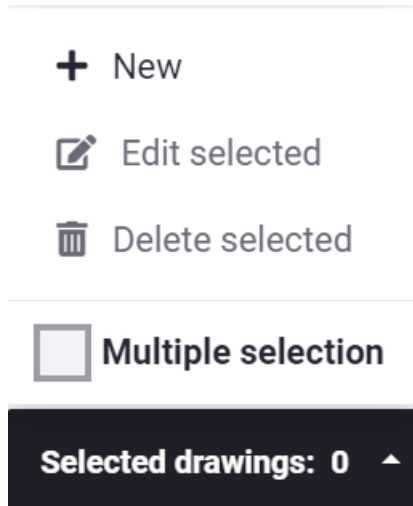 New
Edit selected
Delete selected
Multiple selection
Selected drawings: 0